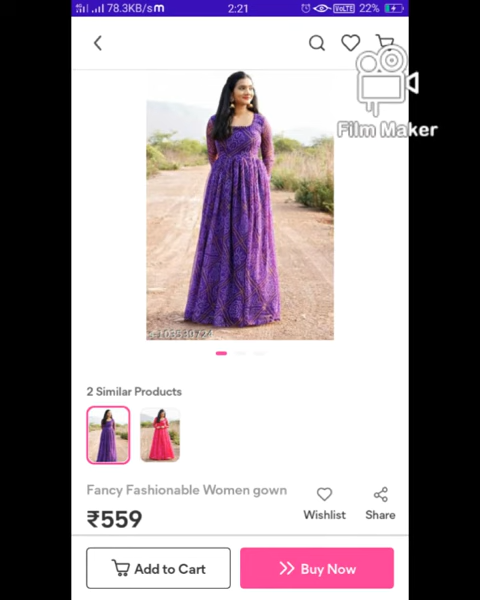 78.3KB/s m
2:21
VoLTE 22%
Film Maker
2 Similar Products
Fancy Fashionable Women gown
₹559
Wishlist
Share
Add to Cart
Buy Now